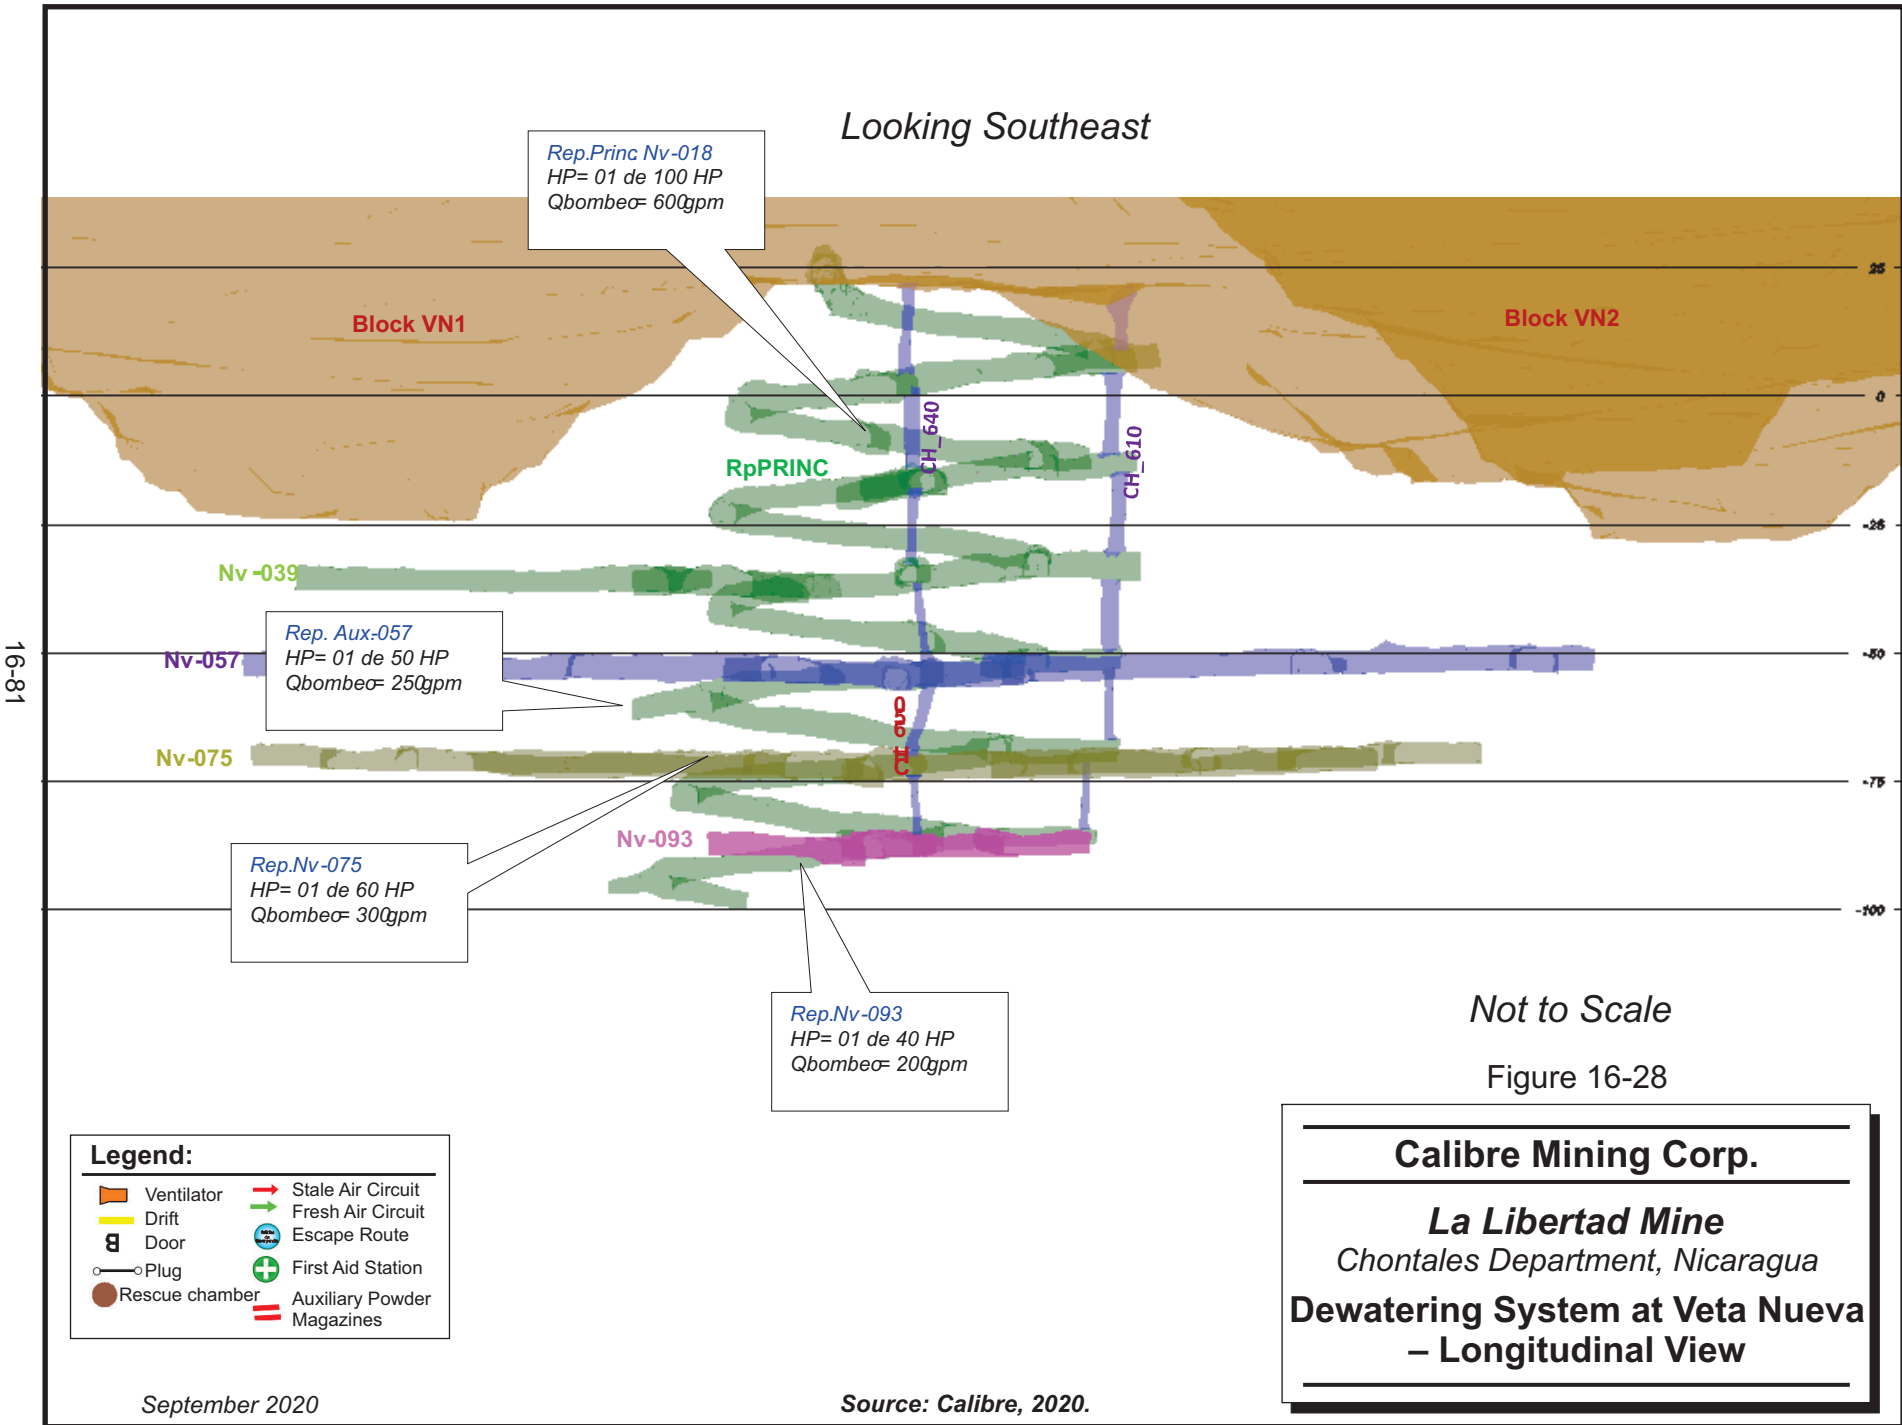 Looking Southeast
Rep.Princ Nv-018
HP= 01 de 100 HP
Qbombeo= 600gpm
25
Block VN1
Block VN2
0
CH_640
CH_610
RpPRINC
-25
Nv-039
Rep. Aux-057
HP= 01 de 50 HP
Qbombeo= 250gpm
-50
Nv-057
16-81
Nv-075
-75
Nv-093
Rep.Nv-075
HP= 01 de 60 HP
Qbombeo= 300gpm
-100
Rep.Nv-093
HP= 01 de 40 HP
Qbombeo= 200gpm
Not to Scale
Figure 16-28
Legend:
Ventilator
Drift
Door
Plug
Rescue chamber
Stale Air Circuit
Fresh Air Circuit
Escape Route
First Aid Station
Auxiliary Powder
Magazines
Calibre Mining Corp.
La Libertad Mine
Chontales Department, Nicaragua
Dewatering System at Veta Nueva
– Longitudinal View
September 2020
Source: Calibre, 2020.